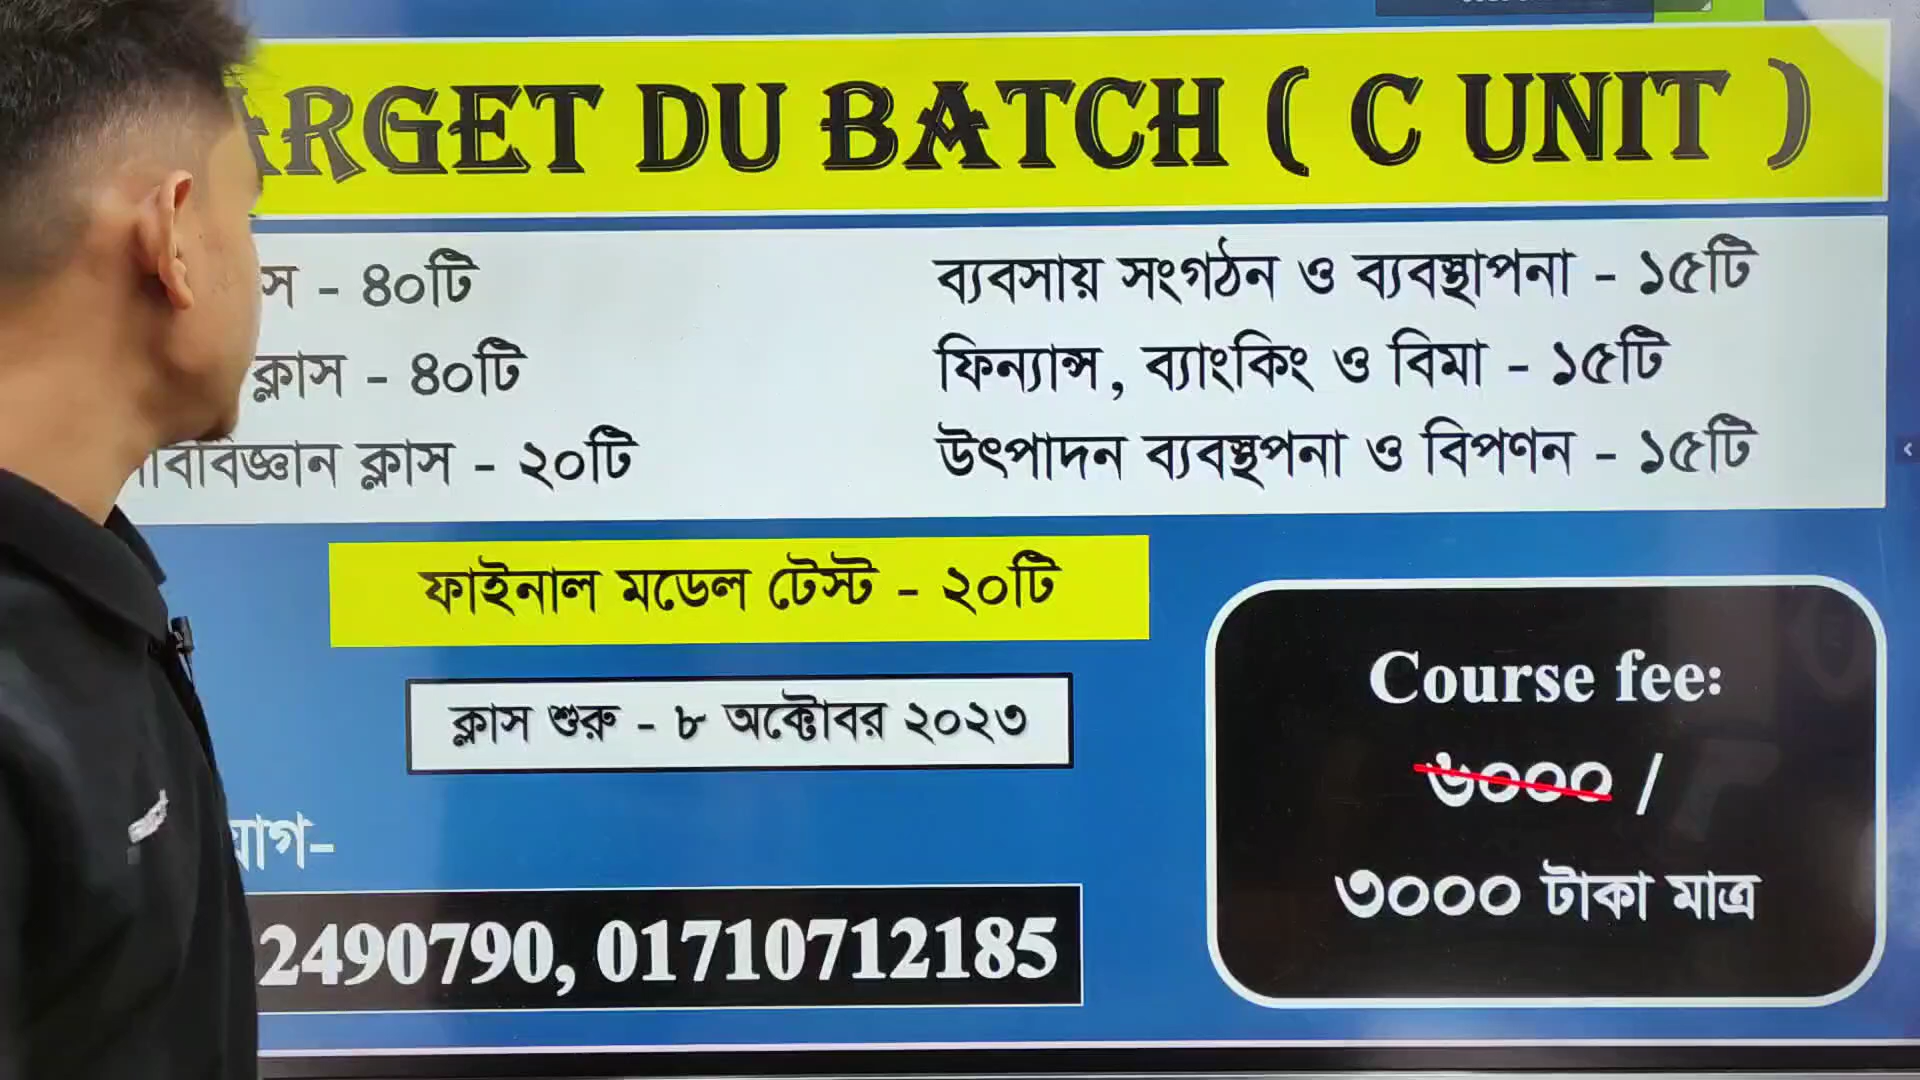 ARGET DU BATCH ( C UNIT )
স - ৪০টি
ব্যবসায় সংগঠন ও ব্যবস্থাপনা - ১৫টি
ক্লাস - ৪০টি
ফিন্যান্স, ব্যাংকিং ও বিমা - ১৫টি
ক্লাস - ২০টি
উৎপাদন ব্যবস্থপনা ও বিপণন - ১৫টি
ফাইনাল মডেল টেস্ট - ২০টি
ক্লাস শুরু - ৮ অক্টোবর ২০২৩
Course fee:
৬০০০ /
৩০০০ টাকা মাত্র
2490790, 01710712185